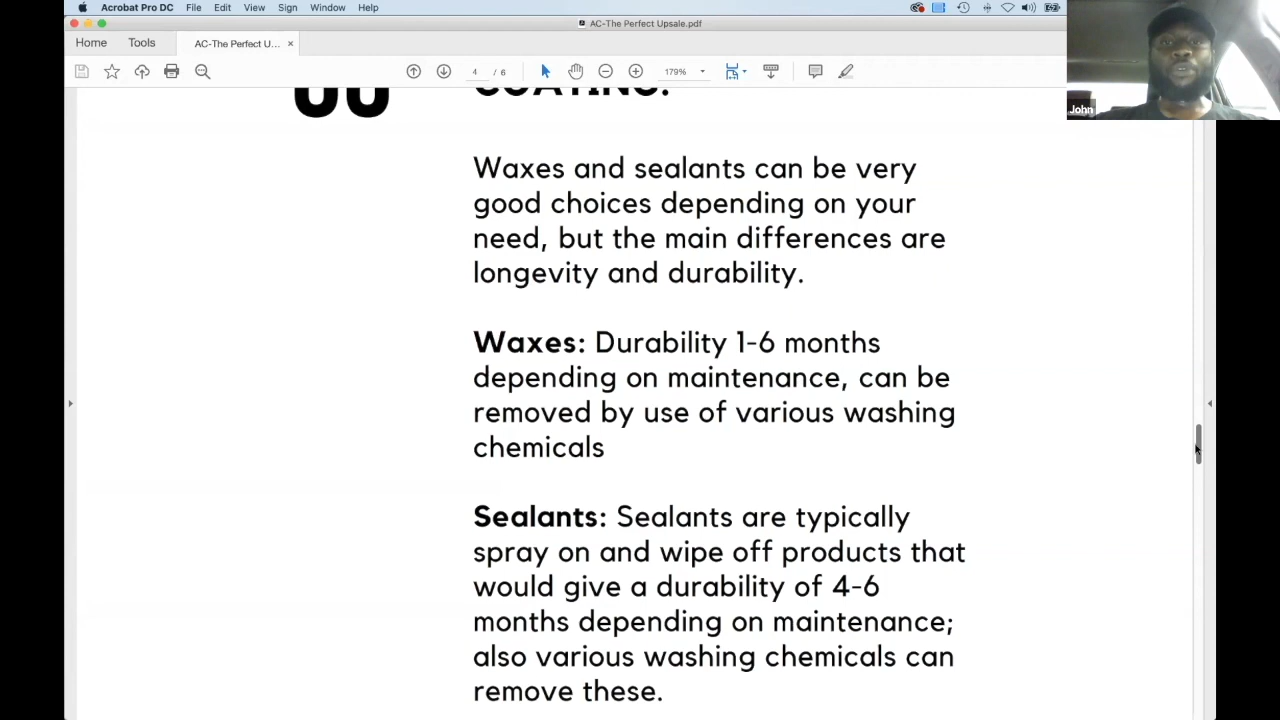 Acrobat Pro DC File Edit View Sign Window Help
AC-The Perfect Upsale.pdf
Home Tools AC-The Perfect U... ×
4 / 6 179%
John
COATING.
Waxes and sealants can be very
good choices depending on your
need, but the main differences are
longevity and durability.
Waxes: Durability 1-6 months
depending on maintenance, can be
removed by use of various washing
chemicals
Sealants: Sealants are typically
spray on and wipe off products that
would give a durability of 4-6
months depending on maintenance;
also various washing chemicals can
remove these.